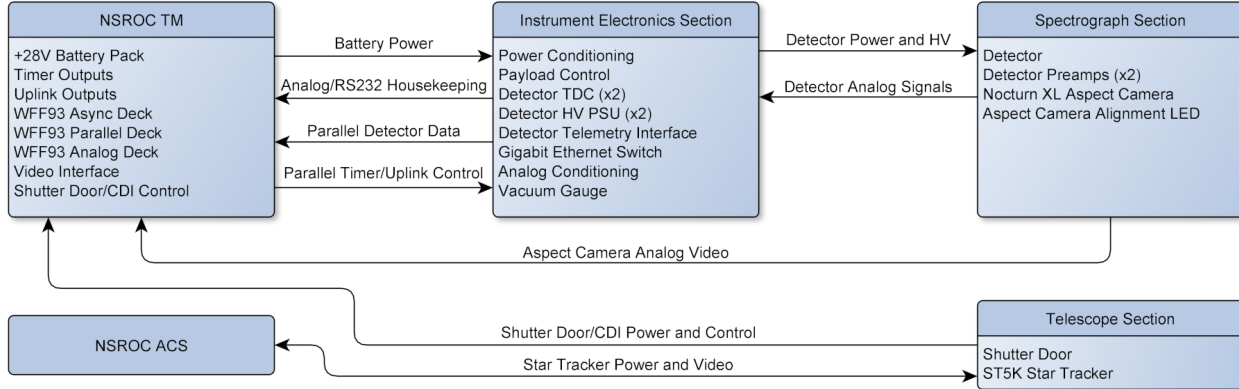 NSROC TM
+28V Battery Pack
Timer Outputs
Uplink Outputs
WFF93 Async Deck
WFF93 Parallel Deck
WFF93 Analog Deck
Video Interface
Shutter Door/CDI Control
Battery Power
Analog/RS232 Housekeeping
Parallel Detector Data
Parallel Timer/Uplink Control
Instrument Electronics Section
Power Conditioning
Payload Control
Detector TDC (x2)
Detector HV PSU (x2)
Detector Telemetry Interface
Gigabit Ethernet Switch
Analog Conditioning
Vacuum Gauge
Detector Power and HV
Detector Analog Signals
Spectrograph Section
Detector
Detector Preamps (x2)
Nocturn XL Aspect Camera
Aspect Camera Alignment LED
Aspect Camera Analog Video
NSROC ACS
Shutter Door/CDI Power and Control
Star Tracker Power and Video
Telescope Section
Shutter Door
ST5K Star Tracker